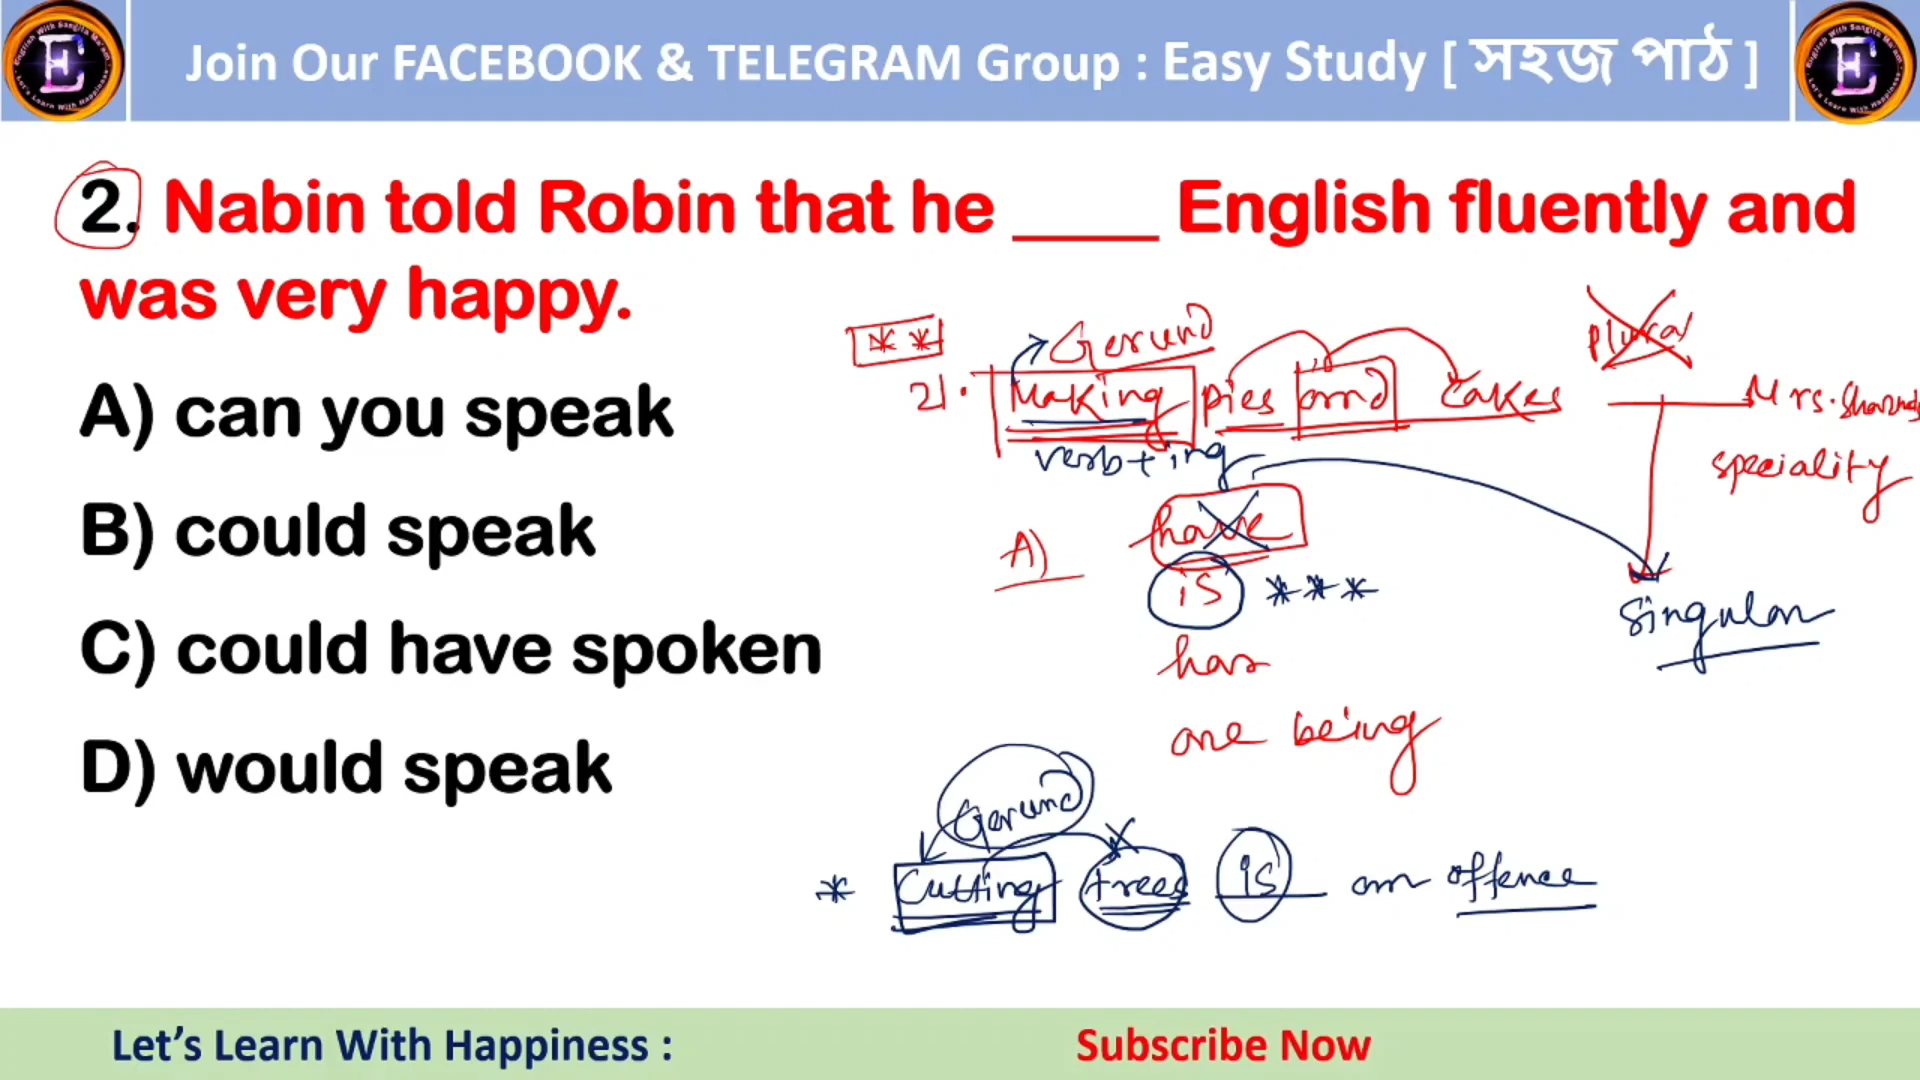 Join Our FACEBOOK & TELEGRAM Group : Easy Study [ সহজ পাঠ ]
2. Nabin told Robin that he ____ English fluently and
was very happy.
A) can you speak
B) could speak
C) could have spoken
D) would speak
** Gerund Plural
21. Making pies and cakes ____ Mrs.
verb + ing speciality
A) have
is ***
has
are being
Singular
Gerund
* Cutting trees is an offence
Let's Learn With Happiness :
Subscribe Now